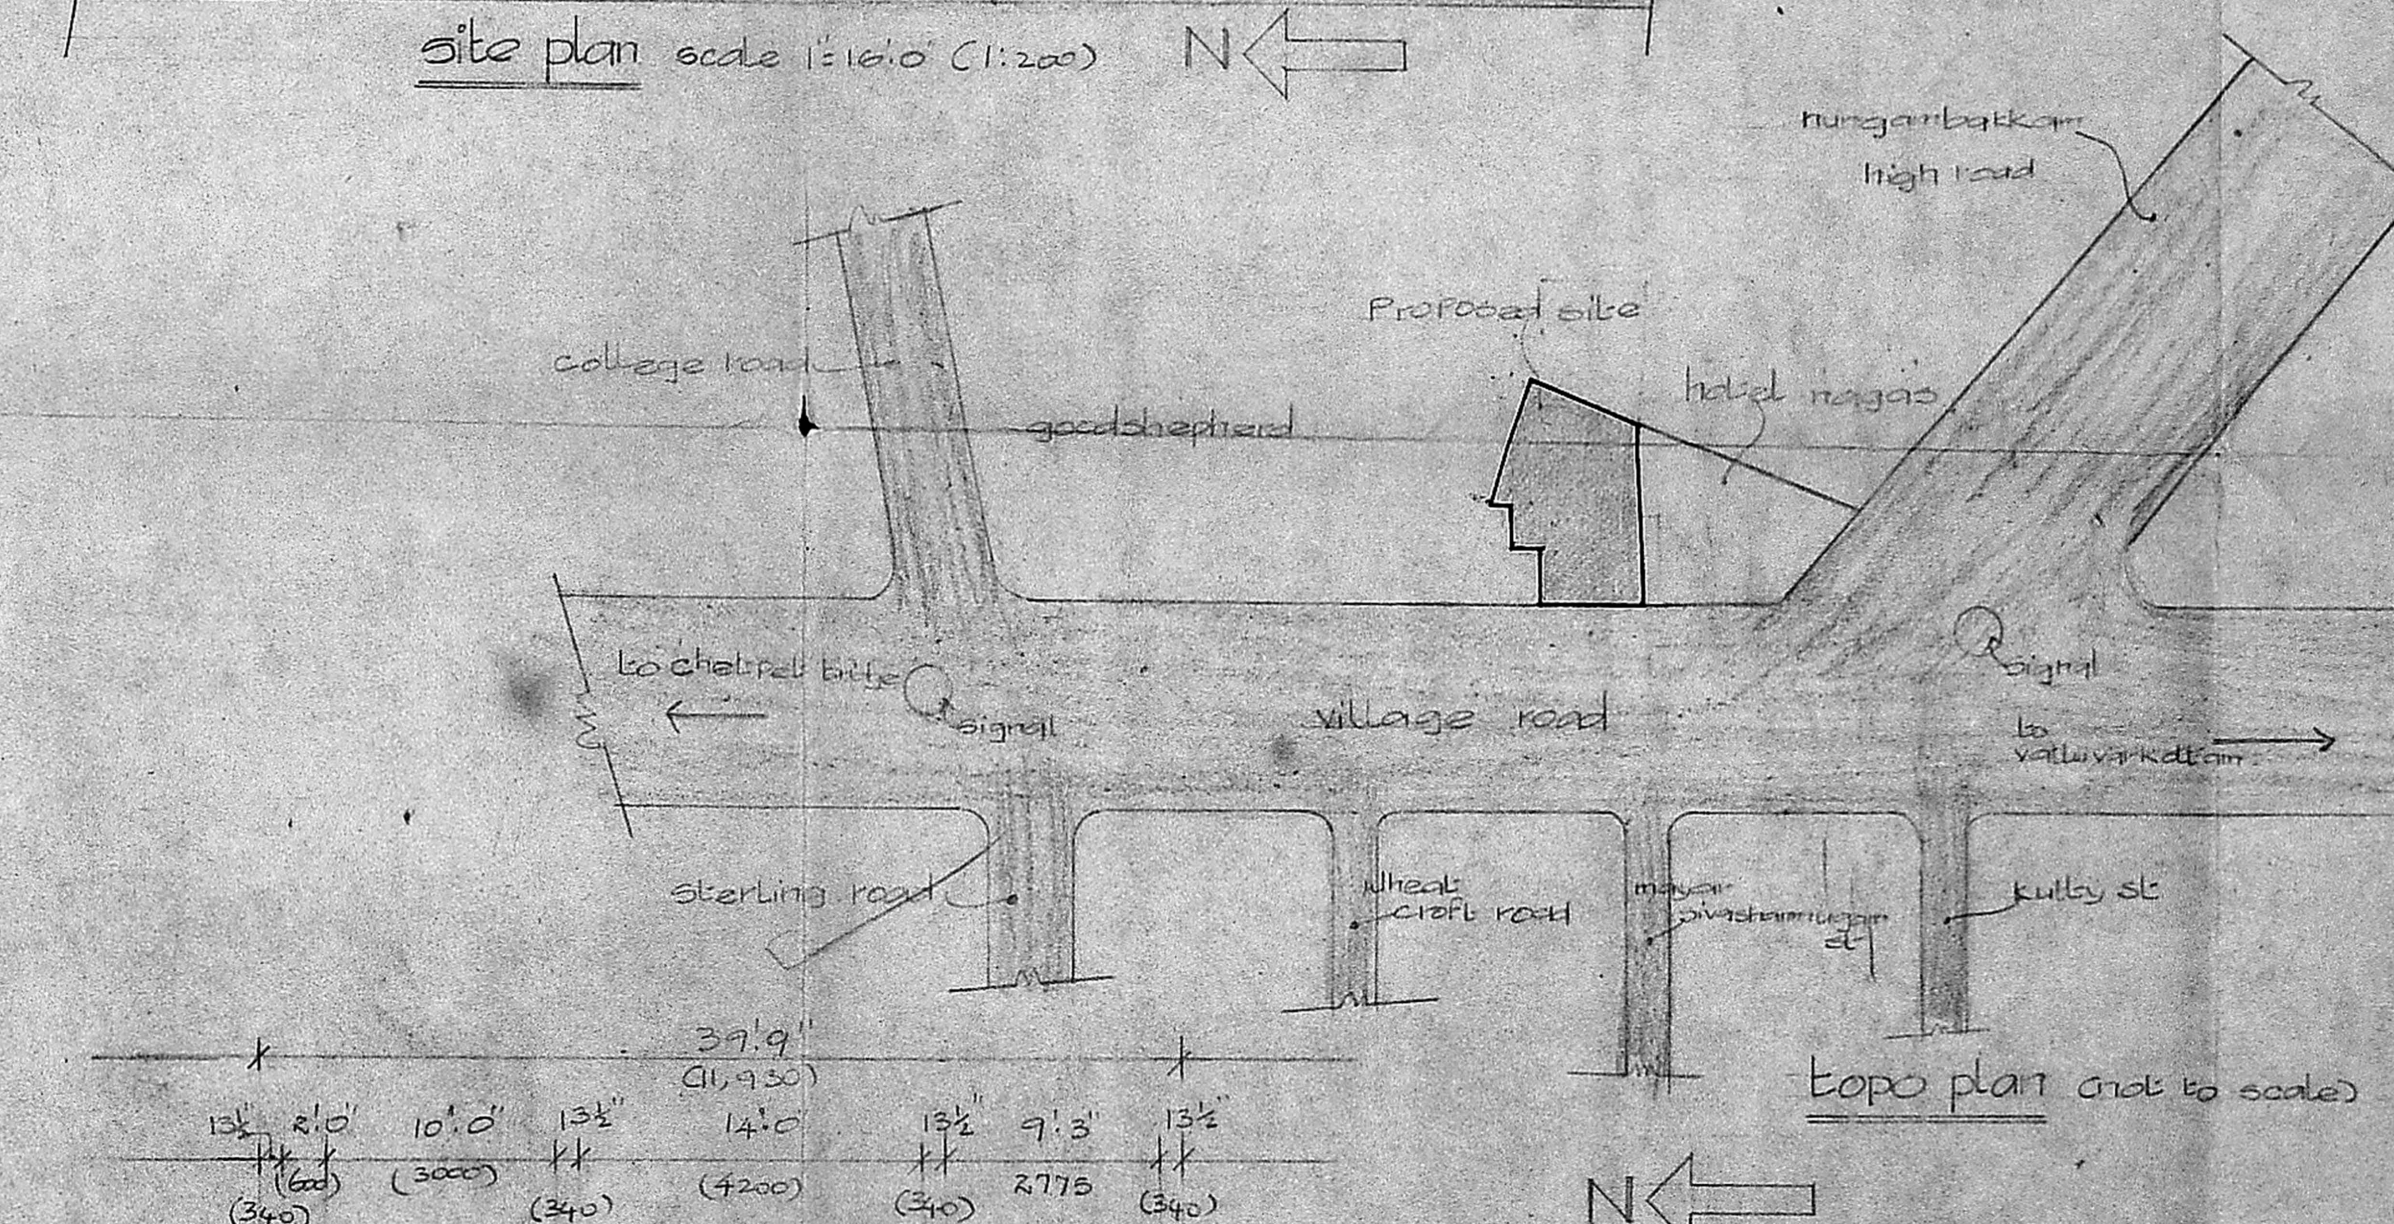 site plan scale 1"=16'.0" (1:200) N
nungambakkam
high road
Proposed site
college road
hotel nagas
goodshepherd
to chetpet bridge
signal
signal
village road
to
valluvarkottam
sterling road
wheat
croft road
mayor
sivashanmugam
st
kutty st
39'.9"
(11,930)
topo plan (not to scale)
13½" 2'.0" 10'.0" 13½" 14'.0 13½" 9'.3" 13½"
(600) (3000) (4200) 2775
(340) (340) (340) (340)
N